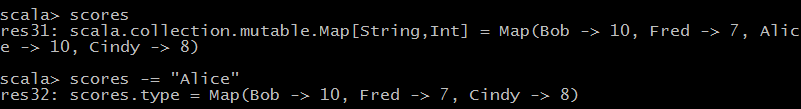 scala> scores
res31: scala.collection.mutable.Map[String,Int] = Map(Bob -> 10, Fred -> 7, Alic
e -> 10, Cindy -> 8)
scala> scores -= "Alice"
res32: scores.type = Map(Bob -> 10, Fred -> 7, Cindy -> 8)